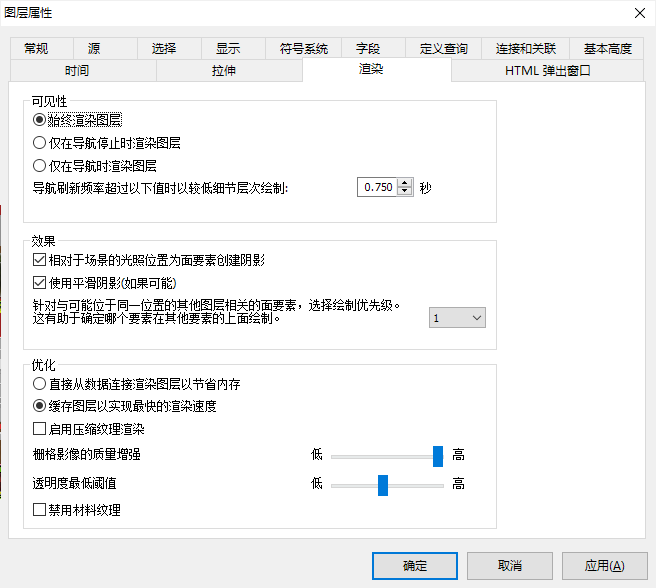 图层属性
常规 源 选择 显示 符号系统 字段 定义查询 连接和关联 基本高度
时间 拉伸 渲染 HTML 弹出窗口
可见性
始终渲染图层
仅在导航停止时渲染图层
仅在导航时渲染图层
导航刷新频率超过以下值时以较低细节层次绘制: 0.750 秒
效果
相对于场景的光照位置为面要素创建阴影
使用平滑阴影(如果可能)
针对与可能位于同一位置的其他图层相关的面要素，选择绘制优先级。
这有助于确定哪个要素在其他要素的上面绘制。 1
优化
直接从数据连接渲染图层以节省内存
缓存图层以实现最快的渲染速度
启用压缩纹理渲染
栅格影像的质量增强 低 高
透明度最低阈值 低 高
禁用材料纹理
确定 取消 应用(A)